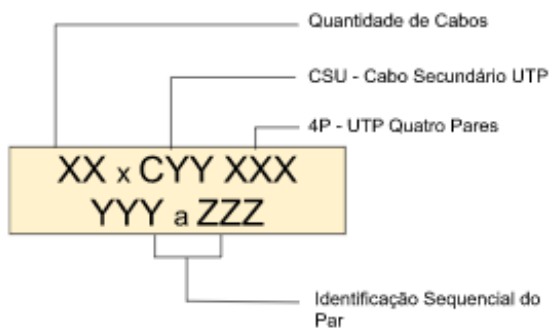 Quantidade de Cabos
CSU - Cabo Secundário UTP
4P - UTP Quatro Pares
XX x CYY XXX
YYY a ZZZ
Identificação Sequencial do
Par